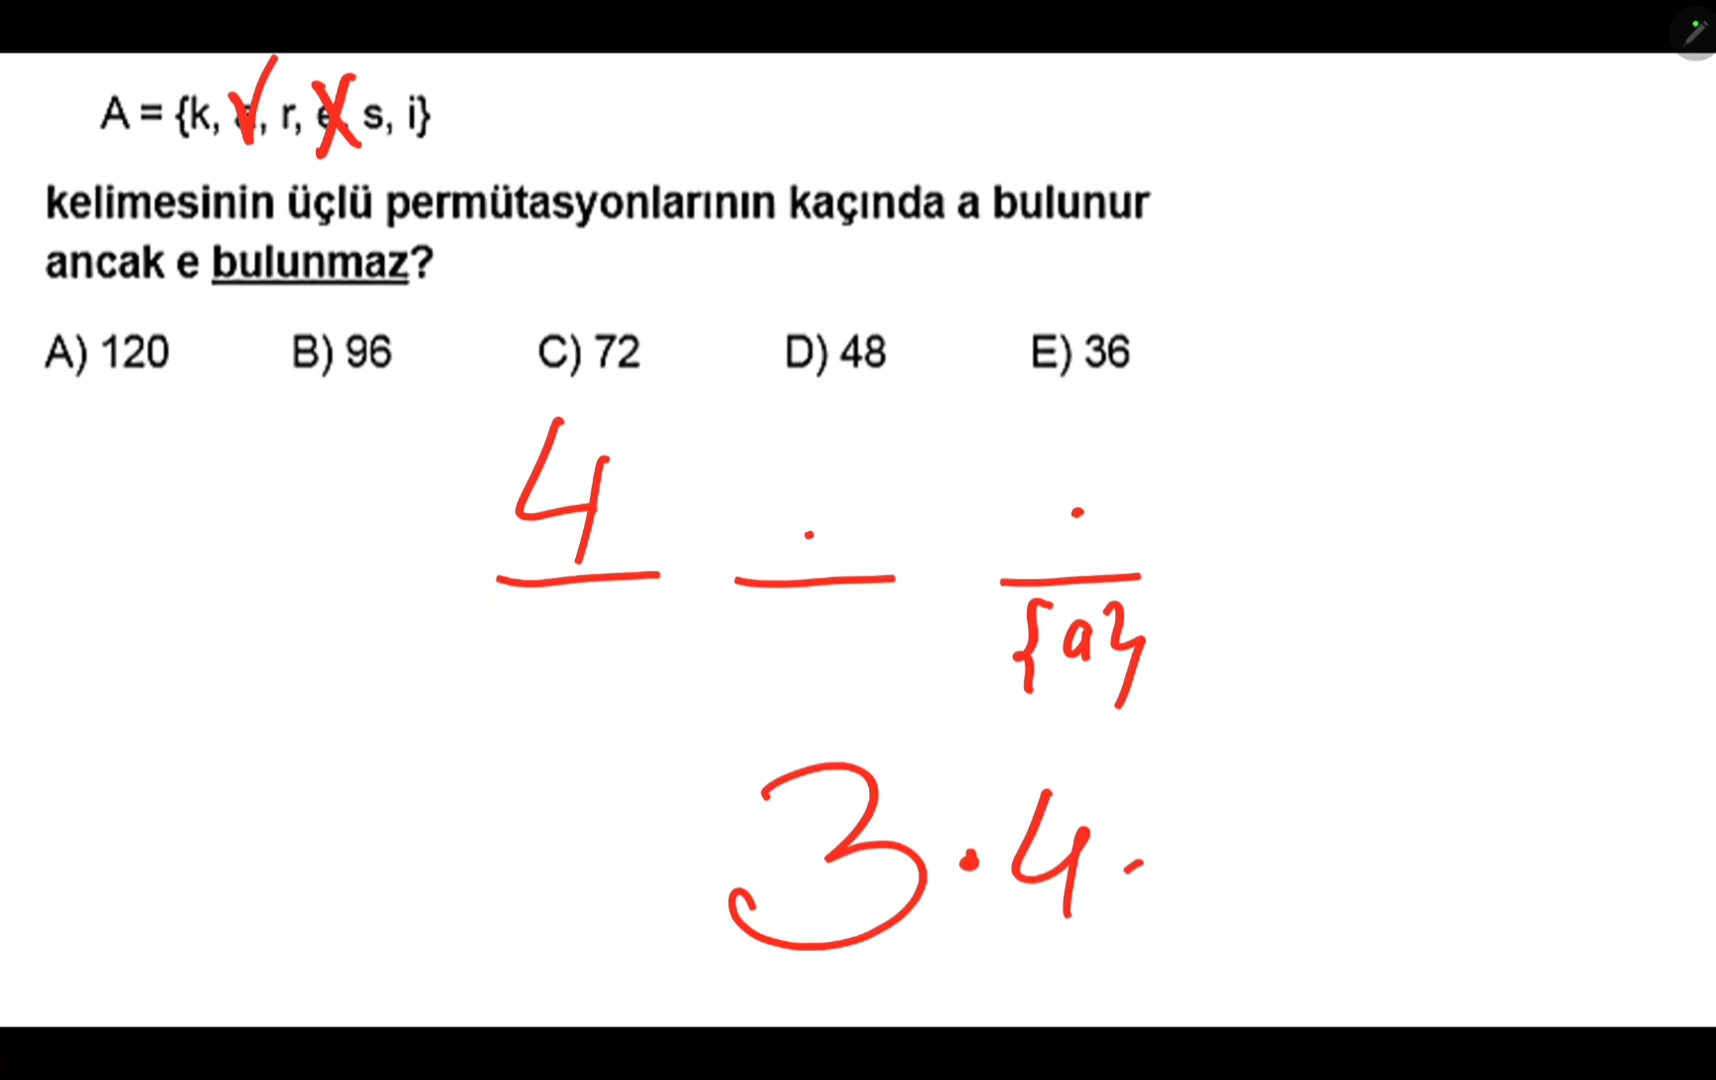 A = {k, a, r, e, s, i}
kelimesinin üçlü permütasyonlarının kaçında a bulunur
ancak e bulunmaz?
A) 120 B) 96 C) 72 D) 48 E) 36
4 . .
{a}
3 . 4 .